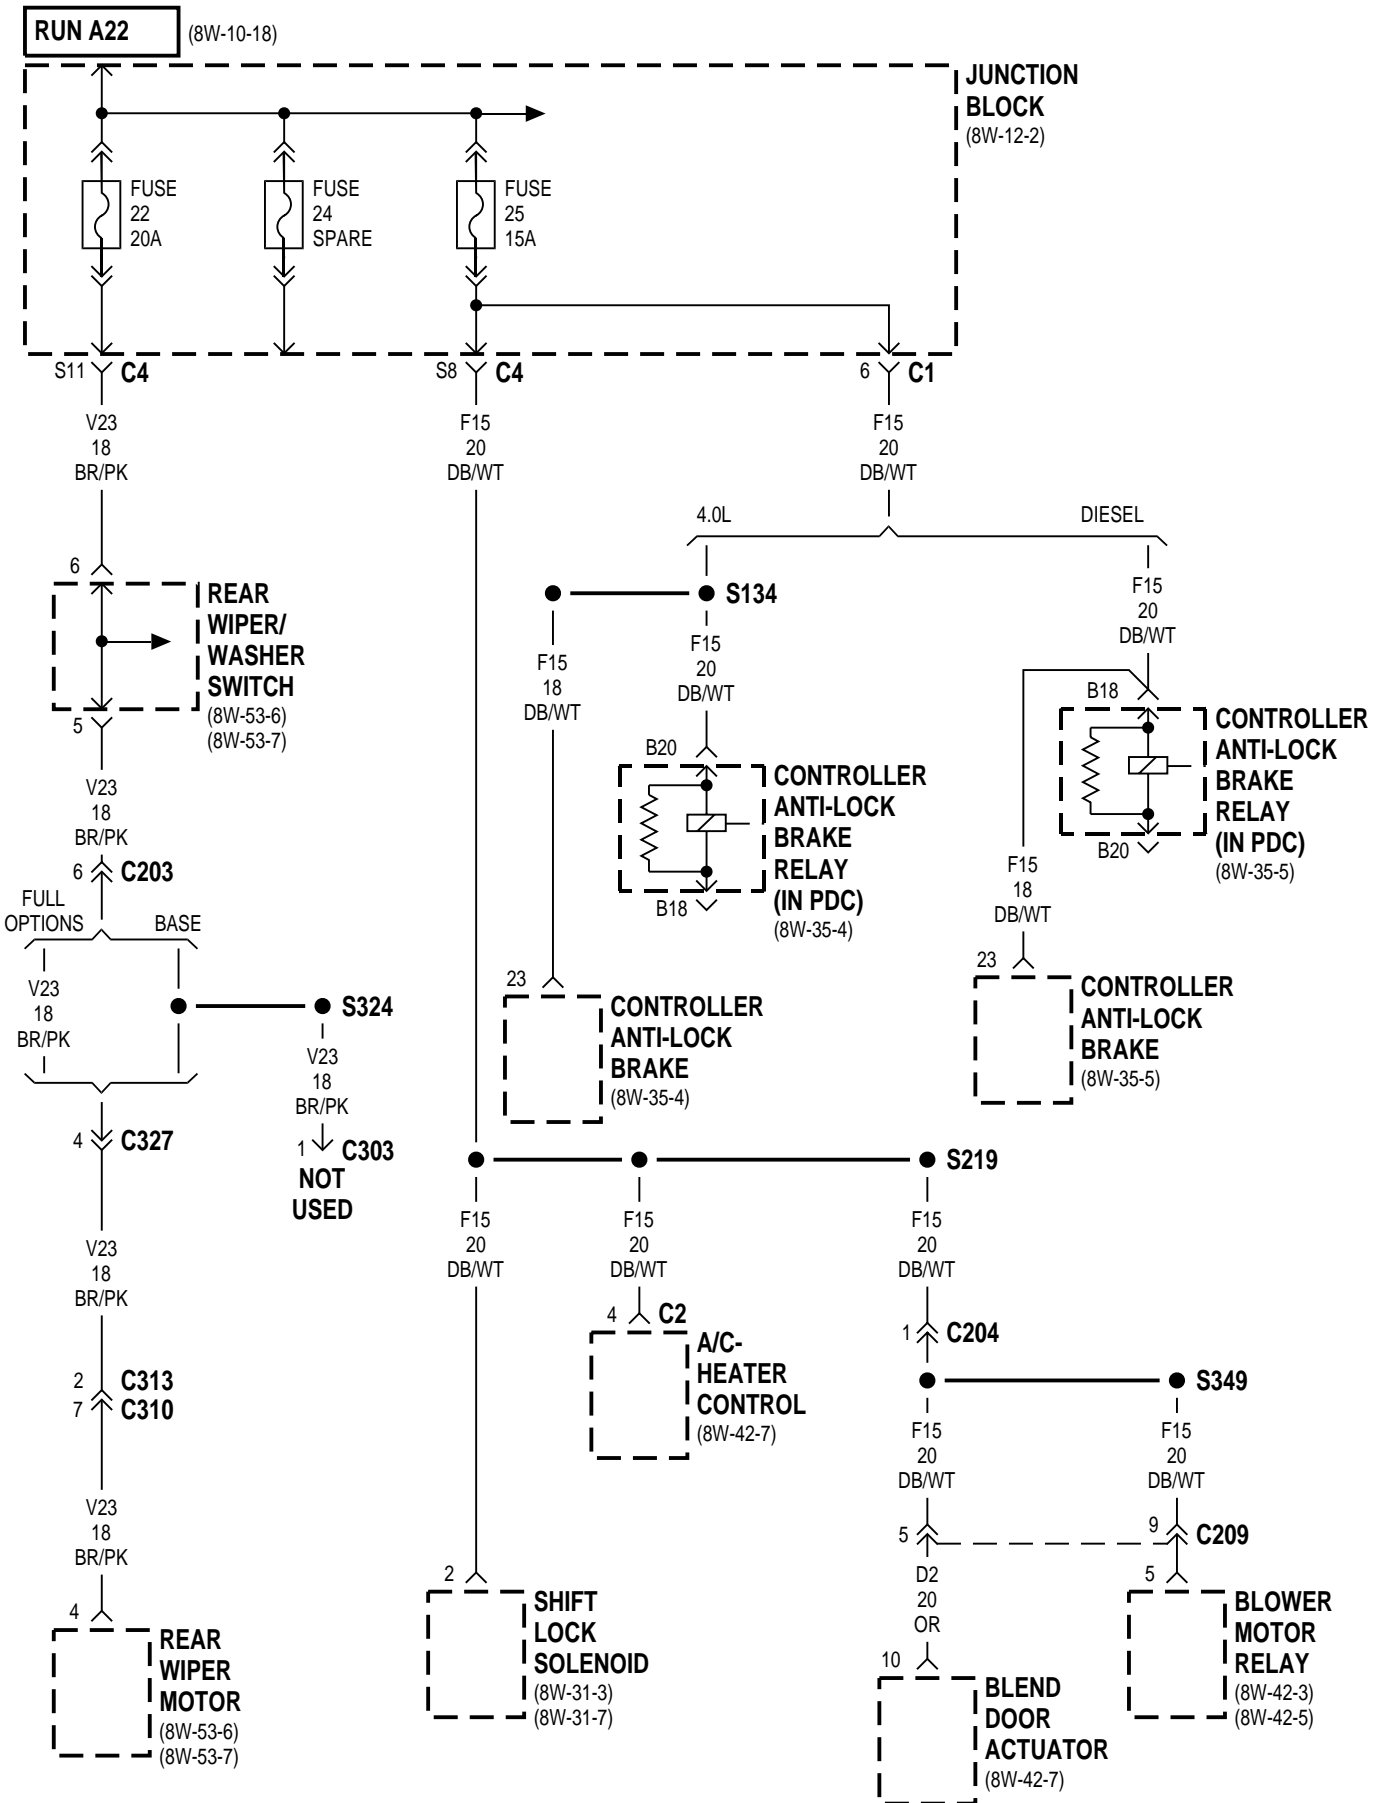 RUN A22
(8W-10-18)
JUNCTION
BLOCK
(8W-12-2)
FUSE
22
20A
FUSE
24
SPARE
FUSE
25
15A
S11
C4
S8
C4
6
C1
V23
18
BR/PK
F15
20
DB/WT
F15
20
DB/WT
4.0L
DIESEL
6
REAR
WIPER/
WASHER
SWITCH
(8W-53-6)
(8W-53-7)
5
S134
F15
18
DB/WT
F15
20
DB/WT
F15
20
DB/WT
B18
CONTROLLER
ANTI-LOCK
BRAKE
RELAY
(IN PDC)
(8W-35-5)
B20
B20
CONTROLLER
ANTI-LOCK
BRAKE
RELAY
(IN PDC)
(8W-35-4)
B18
V23
18
BR/PK
6
C203
FULL
OPTIONS
BASE
F15
18
DB/WT
V23
18
BR/PK
S324
V23
18
BR/PK
1
C303
NOT
USED
23
CONTROLLER
ANTI-LOCK
BRAKE
(8W-35-4)
23
CONTROLLER
ANTI-LOCK
BRAKE
(8W-35-5)
4
C327
S219
V23
18
BR/PK
F15
20
DB/WT
F15
20
DB/WT
F15
20
DB/WT
4
C2
A/C-
HEATER
CONTROL
(8W-42-7)
1
C204
2
C313
7
C310
S349
F15
20
DB/WT
F15
20
DB/WT
V23
18
BR/PK
5
9
C209
D2
20
OR
4
REAR
WIPER
MOTOR
(8W-53-6)
(8W-53-7)
2
SHIFT
LOCK
SOLENOID
(8W-31-3)
(8W-31-7)
10
BLEND
DOOR
ACTUATOR
(8W-42-7)
5
BLOWER
MOTOR
RELAY
(8W-42-3)
(8W-42-5)